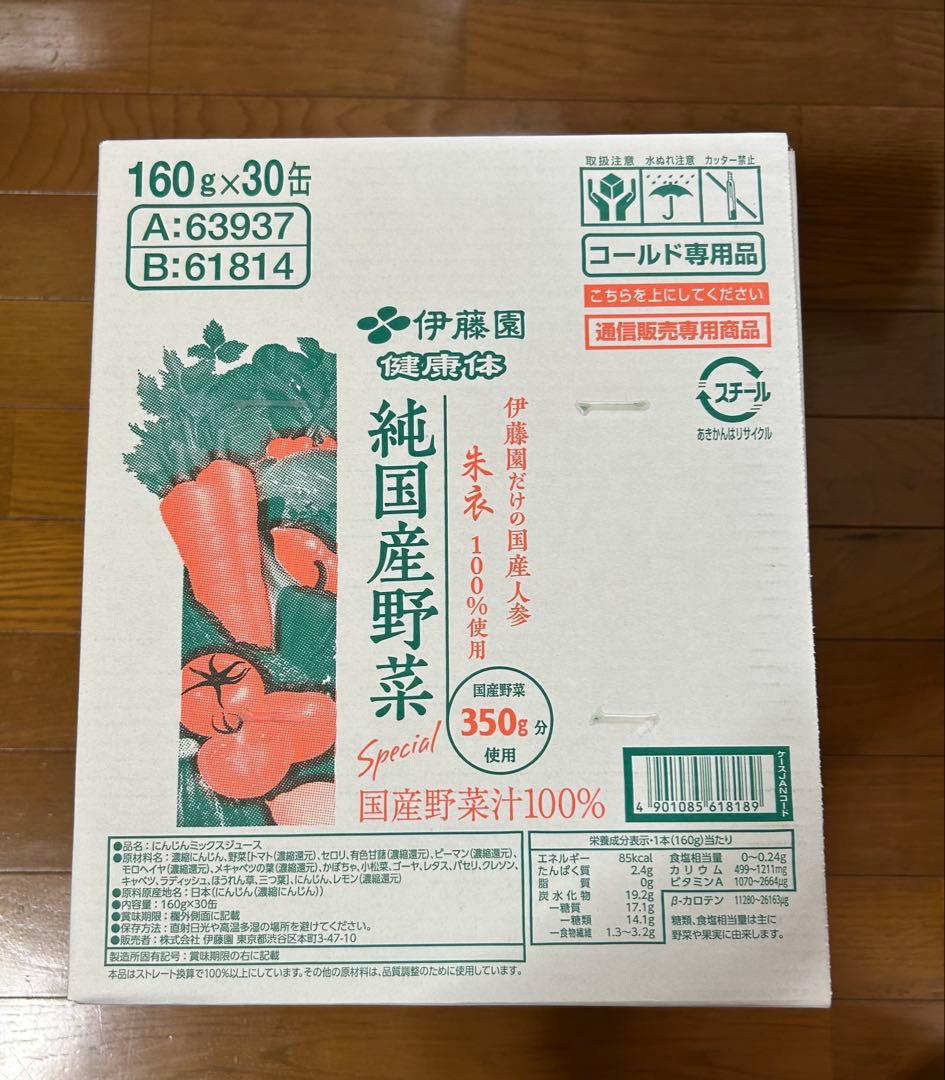 160g×30缶
A:63937
B:61814
取扱注意 水ぬれ注意 カッター禁止
コールド専用品
こちらを上にしてください
通信販売専用商品
スチール
あきかんはリサイクル
伊藤園
健康体
純国産野菜
Special
伊藤園だけの国産人参
朱衣 100%使用
国産野菜
350g分
使用
国産野菜汁100%
ケースJANコード
4 901085 618189
●品名：にんじんミックスジュース
●原材料名：濃縮にんじん、野菜[トマト(濃縮還元)、セロリ、有色甘藷(濃縮還元)、ピーマン(濃縮還元)、
モロヘイヤ(濃縮還元)、メキャベツの葉(濃縮還元)、かぼちゃ、小松菜、ゴーヤ、レタス、パセリ、クレソン、
キャベツ、ラディッシュ、ほうれん草、三つ葉]、にんじん、レモン(濃縮還元)
●原料原産地名：日本(にんじん(濃縮にんじん))
●内容量：160g×30缶
●賞味期限：欄外側面に記載
●保存方法：直射日光や高温多湿の場所を避けてください。
●販売者：株式会社 伊藤園 東京都渋谷区本町3-47-10
製造所固有記号：賞味期限の右に記載
本品はストレート換算で100%以上にしています。その他の原材料は、品質調整のために使用しています。
栄養成分表示・1本(160g)当たり
エネルギー 85kcal
たんぱく質 2.4g
脂質 0g
炭水化物 19.2g
−糖質 17.1g
−糖類 14.1g
−食物繊維 1.3〜3.2g
食塩相当量 0〜0.24g
カリウム 499〜1211mg
ビタミンA 1070〜2664μg
β-カロテン 11280〜26163μg
糖類、食塩相当量は主に
野菜や果実に由来します。